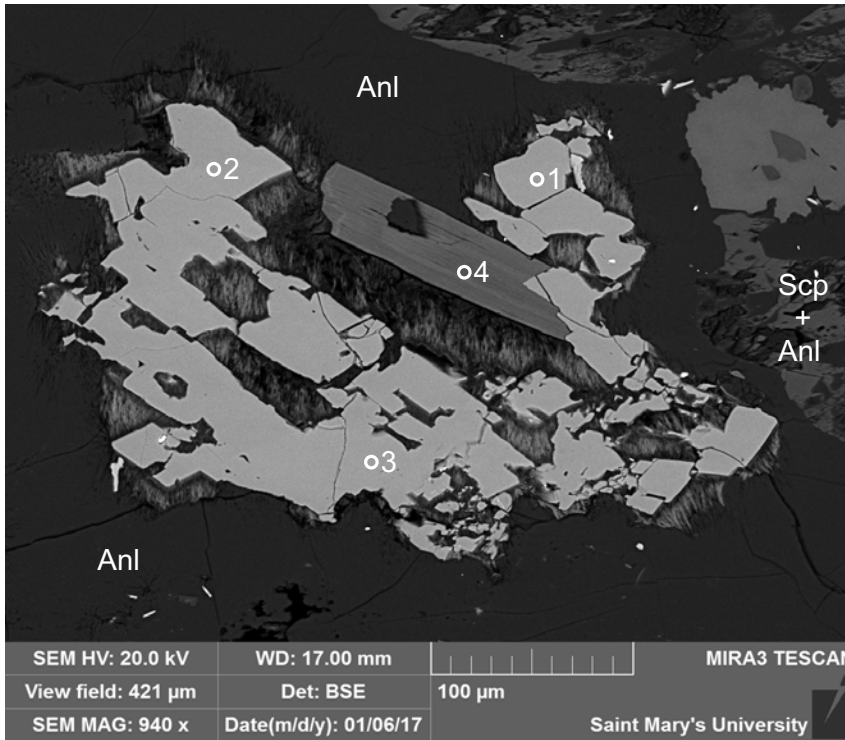 Anl
2
1
4
Scp
+
Anl
3
Anl
SEM HV: 20.0 kV
WD: 17.00 mm
MIRA3 TESCAN
View field: 421 µm
Det: BSE
100 µm
SEM MAG: 940 x
Date(m/d/y): 01/06/17
Saint Mary's University